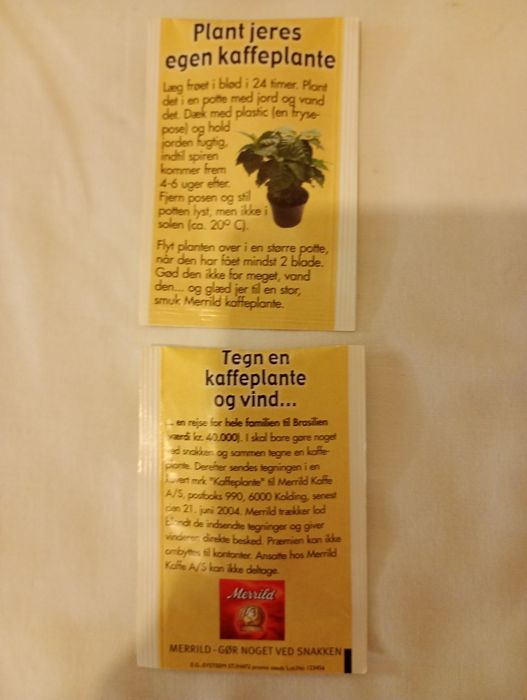 Plant jeres
egen kaffeplante
Læg frøet i blød i 24 timer. Plant
det i en potte med jord og vand
det. Dæk med plastic (en fryse-
pose) og hold
jorden fugtig,
indtil spiren
kommer frem
4-6 uger efter.
Fjern posen og stil
potten lyst, men ikke i
solen (ca. 20° C).
Flyt planten over i en større potte,
når den har fået mindst 2 blade.
Gød den ikke for meget, vand
den... og glæd jer til en stor,
smuk Merrild kaffeplante.
Tegn en
kaffeplante
og vind...
... en rejse for hele familien til Brasilien
(værdi kr. 40.000). I skal bare gøre noget
ved snakken og sammen tegne en kaffe-
plante. Derefter sendes tegningen i en
kuvert mrk "Kaffeplante" til Merrild Kaffe
A/S, postboks 990, 6000 Kolding, senest
den 21. juni 2004. Merrild trækker lod
blandt de indsendte tegninger og giver
vinderen direkte besked. Præmien kan ikke
ombyttes til kontanter. Ansatte hos Merrild
Kaffe A/S kan ikke deltage.
Merrild
MERRILD - GØR NOGET VED SNAKKEN